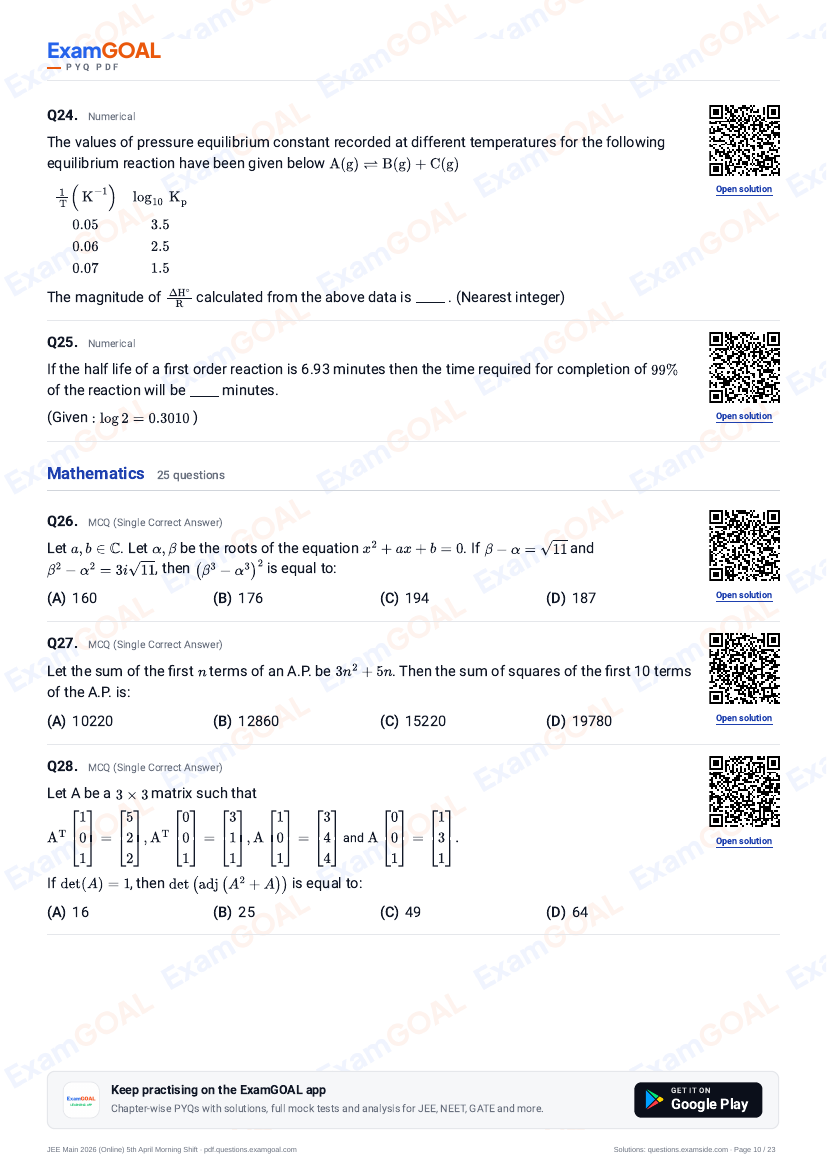 ExamGOAL
PYQ PDF
Q24. Numerical
The values of pressure equilibrium constant recorded at different temperatures for the following
equilibrium reaction have been given below A(g) ⇌ B(g) + C(g)
1/T (K⁻¹) log₁₀ Kₚ
0.05 3.5
0.06 2.5
0.07 1.5
The magnitude of ΔH°/R calculated from the above data is ____ . (Nearest integer)
Open solution
Q25. Numerical
If the half life of a first order reaction is 6.93 minutes then the time required for completion of 99%
of the reaction will be ____ minutes.
(Given : log 2 = 0.3010 )
Open solution
Mathematics 25 questions
Q26. MCQ (Single Correct Answer)
Let a, b ∈ ℂ. Let α, β be the roots of the equation x² + ax + b = 0. If β − α = √11 and
β² − α² = 3i√11, then (β³ − α³)² is equal to:
(A) 160 (B) 176 (C) 194 (D) 187
Open solution
Q27. MCQ (Single Correct Answer)
Let the sum of the first n terms of an A.P. be 3n² + 5n. Then the sum of squares of the first 10 terms
of the A.P. is:
(A) 10220 (B) 12860 (C) 15220 (D) 19780
Open solution
Q28. MCQ (Single Correct Answer)
Let A be a 3 × 3 matrix such that
Aᵀ [1 0 1] = [5 2 2], Aᵀ [0 0 1] = [3 1 1], A [1 0 1] = [3 4 4] and A [0 0 1] = [1 3 1].
If det(A) = 1, then det (adj (A² + A)) is equal to:
(A) 16 (B) 25 (C) 49 (D) 64
Open solution
ExamGOAL
Keep practising on the ExamGOAL app
Chapter-wise PYQs with solutions, full mock tests and analysis for JEE, NEET, GATE and more.
GET IT ON
Google Play
JEE Main 2026 (Online) 5th April Morning Shift · pdf.questions.examgoal.com Solutions: questions.examside.com · Page 10 / 23